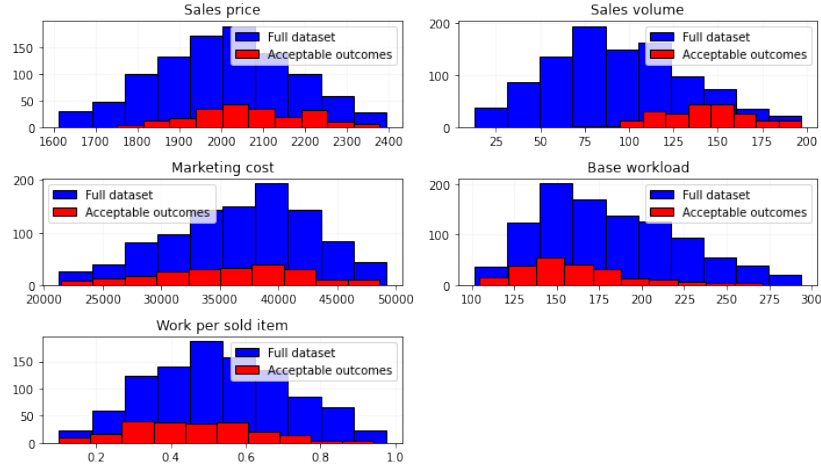 Sales price
150
100
50
0
1600 1700 1800 1900 2000 2100 2200 2300 2400
Full dataset
Acceptable outcomes
Sales volume
200
100
0
25 50 75 100 125 150 175 200
Full dataset
Acceptable outcomes
Marketing cost
200
100
0
20000 25000 30000 35000 40000 45000 50000
Full dataset
Acceptable outcomes
Base workload
200
100
0
100 125 150 175 200 225 250 275 300
Full dataset
Acceptable outcomes
Work per sold item
150
100
50
0
0.2 0.4 0.6 0.8 1.0
Full dataset
Acceptable outcomes